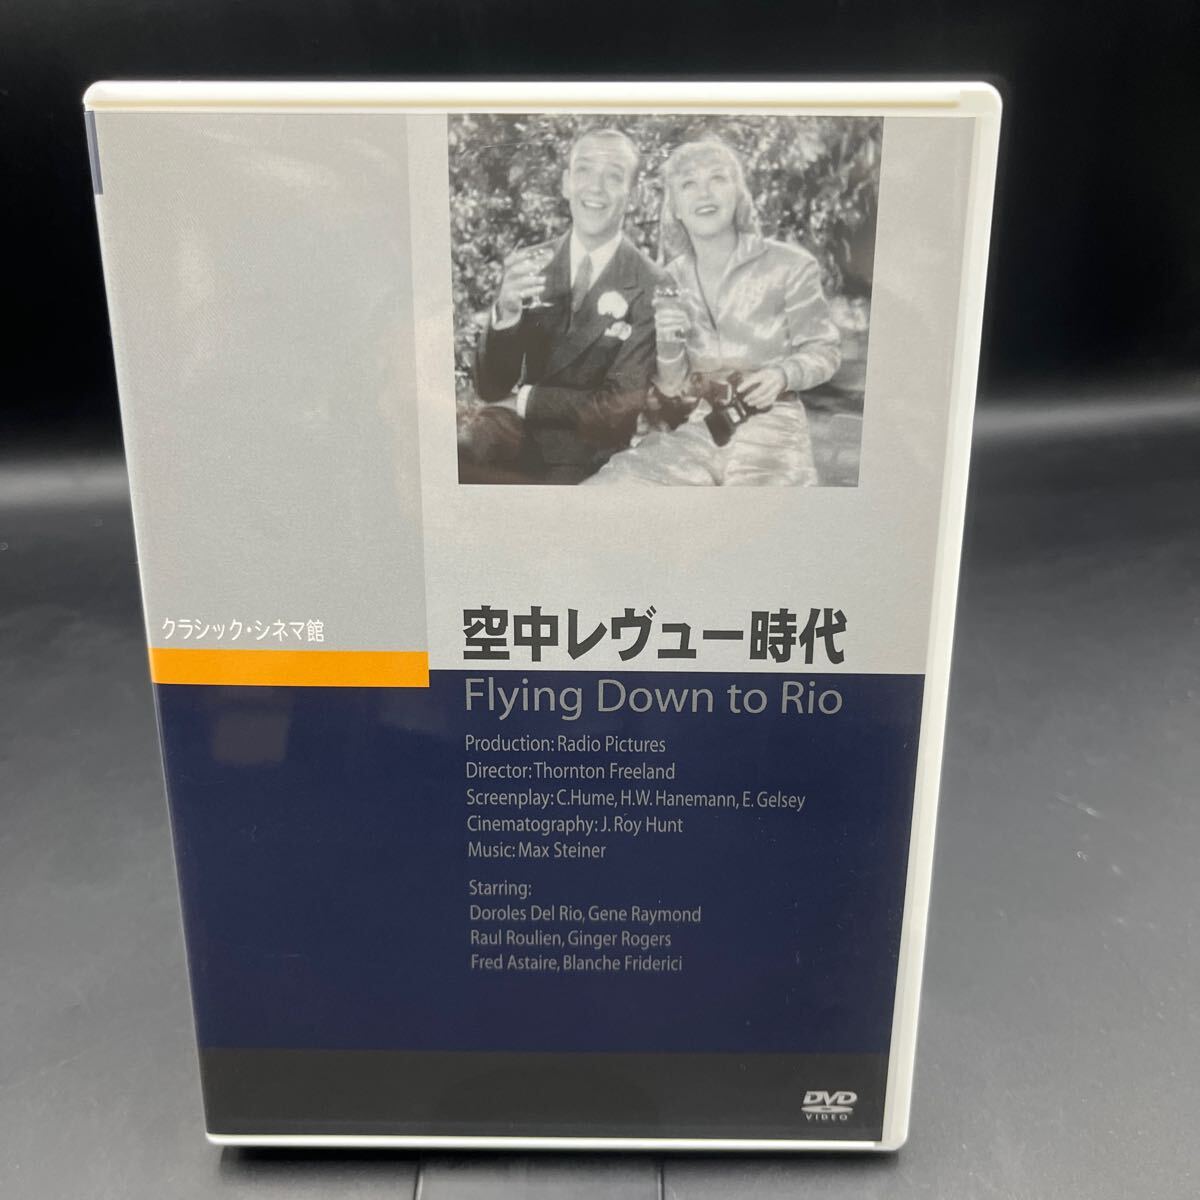 クラシック・シネマ館
空中レヴュー時代
Flying Down to Rio
Production: Radio Pictures
Director: Thornton Freeland
Screenplay: C.Hume, H.W. Hanemann, E. Gelsey
Cinematography: J. Roy Hunt
Music: Max Steiner
Starring:
Doroles Del Rio, Gene Raymond
Raul Roulien, Ginger Rogers
Fred Astaire, Blanche Friderici
DVD
VIDEO